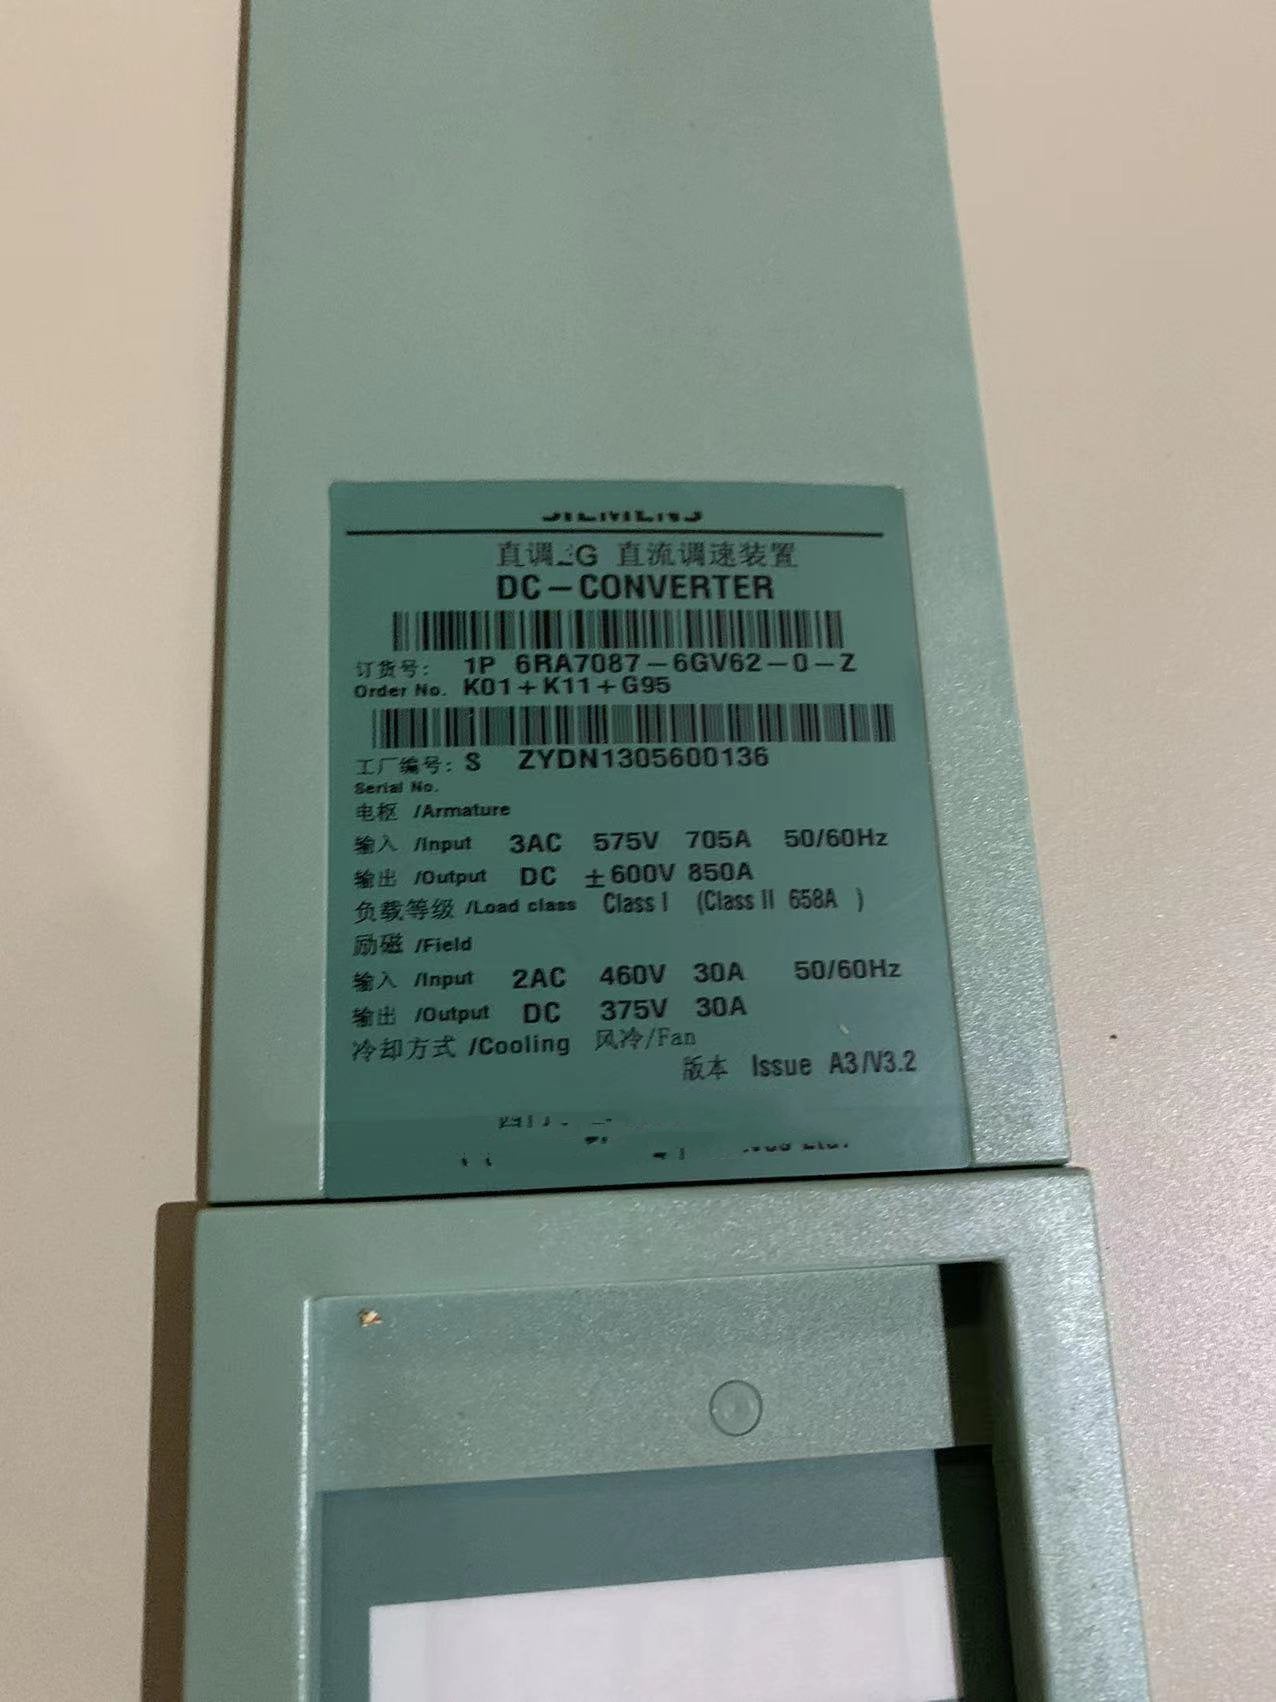 SIEMENS
直调 G 直流调速装置
DC-CONVERTER
订货号: 1P 6RA7087-6GV62-0-Z
Order No. K01+K11+G95
工厂编号: S ZYDN1305600136
Serial No.
电枢 /Armature
输入 /Input 3AC 575V 705A 50/60Hz
输出 /Output DC ±600V 850A
负载等级 /Load class Class I (Class II 658A )
励磁 /Field
输入 /Input 2AC 460V 30A 50/60Hz
输出 /Output DC 375V 30A
冷却方式 /Cooling 风冷/Fan
版本 Issue A3/V3.2